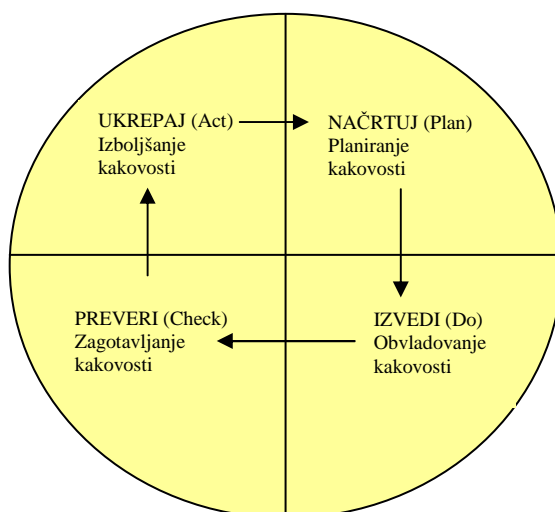 UKREPAJ (Act)
Izboljšanje
kakovosti
NAČRTUJ (Plan)
Planiranje
kakovosti
PREVERI (Check)
Zagotavljanje
kakovosti
IZVEDI (Do)
Obvladovanje
kakovosti